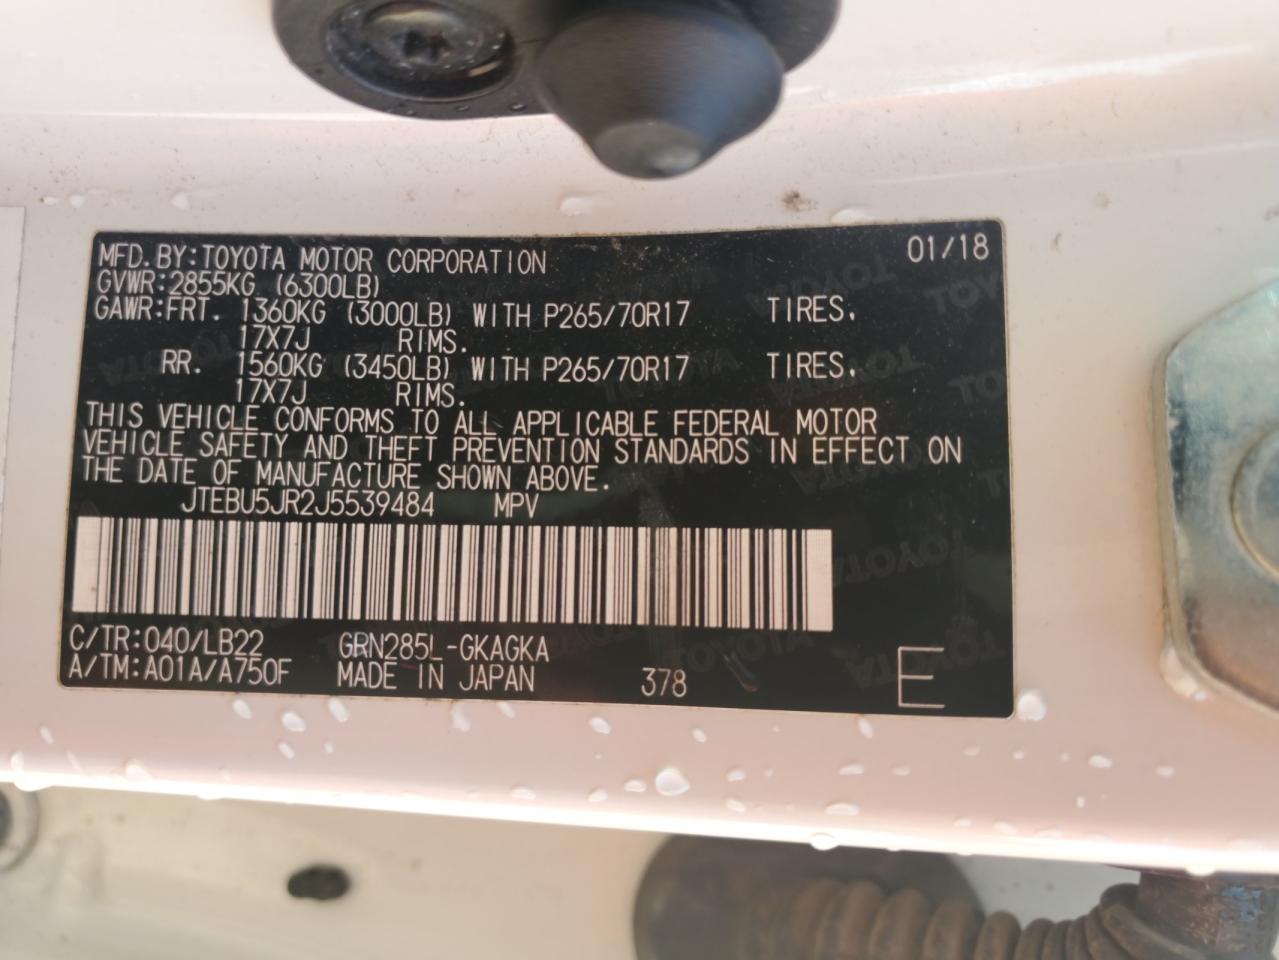 MFD. BY: TOYOTA MOTOR CORPORATION 01/18
GVWR: 2855KG (6300LB)
GAWR: FRT. 1360KG (3000LB) WITH P265/70R17 TIRES.
17X7J RIMS.
RR. 1560KG (3450LB) WITH P265/70R17 TIRES.
17X7J RIMS.
THIS VEHICLE CONFORMS TO ALL APPLICABLE FEDERAL MOTOR
VEHICLE SAFETY AND THEFT PREVENTION STANDARDS IN EFFECT ON
THE DATE OF MANUFACTURE SHOWN ABOVE.
JTEBU5JR2J5539484 MPV
C/TR: 040/LB22 GRN285L-GKAGKA
A/TM: A01A/A750F MADE IN JAPAN 378 E